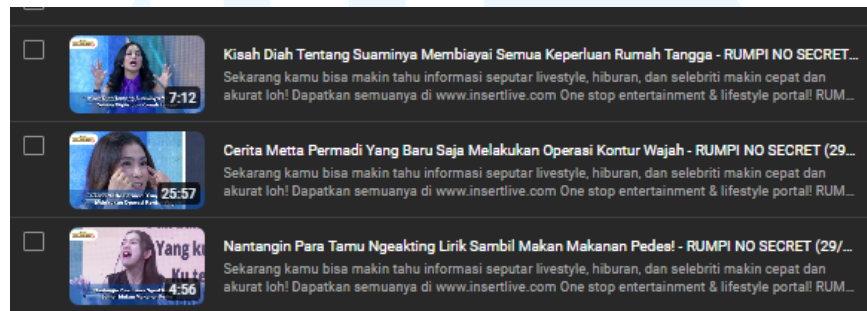 Kisah Diah Tentang Suaminya Membiayai Semua Keperluan Rumah Tangga - RUMPI NO SECRET...
Sekarang kamu bisa makin tahu informasi seputar livestyle, hiburan, dan selebriti makin cepat dan
akurat loh! Dapatkan semuanya di www.insertlive.com One stop entertainment & lifestyle portal! RUM...
7:12
Cerita Metta Permadi Yang Baru Saja Melakukan Operasi Kontur Wajah - RUMPI NO SECRET (29...
Sekarang kamu bisa makin tahu informasi seputar livestyle, hiburan, dan selebriti makin cepat dan
akurat loh! Dapatkan semuanya di www.insertlive.com One stop entertainment & lifestyle portal! RUM...
25:57
Yang ku
Nantangin Para Tamu Ngeakting Lirik Sambil Makan Makanan Pedes! - RUMPI NO SECRET (29/...
Sekarang kamu bisa makin tahu informasi seputar livestyle, hiburan, dan selebriti makin cepat dan
akurat loh! Dapatkan semuanya di www.insertlive.com One stop entertainment & lifestyle portal! RUM...
4:56